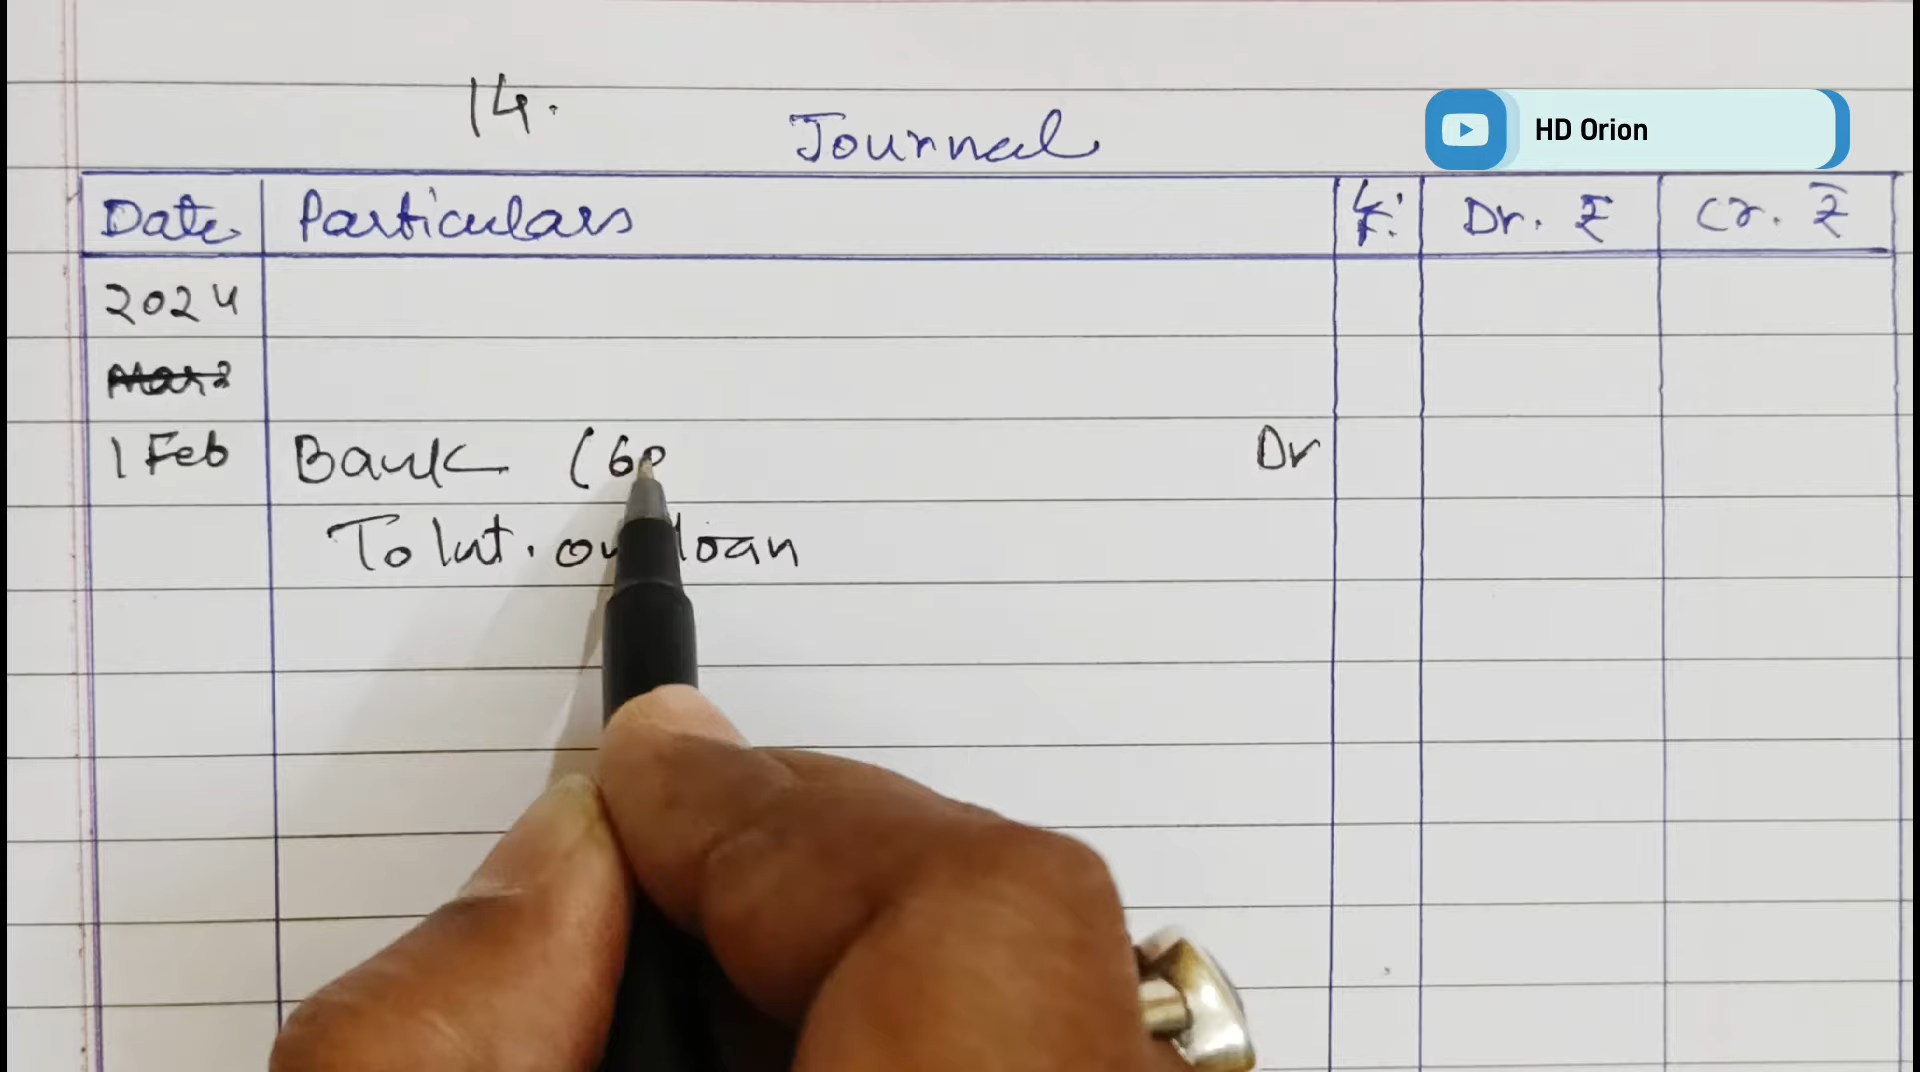 14.
Journal
HD Orion
Date Particulars L.F. Dr. ₹ Cr. ₹
2024
1 Feb Bank (60 Dr
To Int. on loan